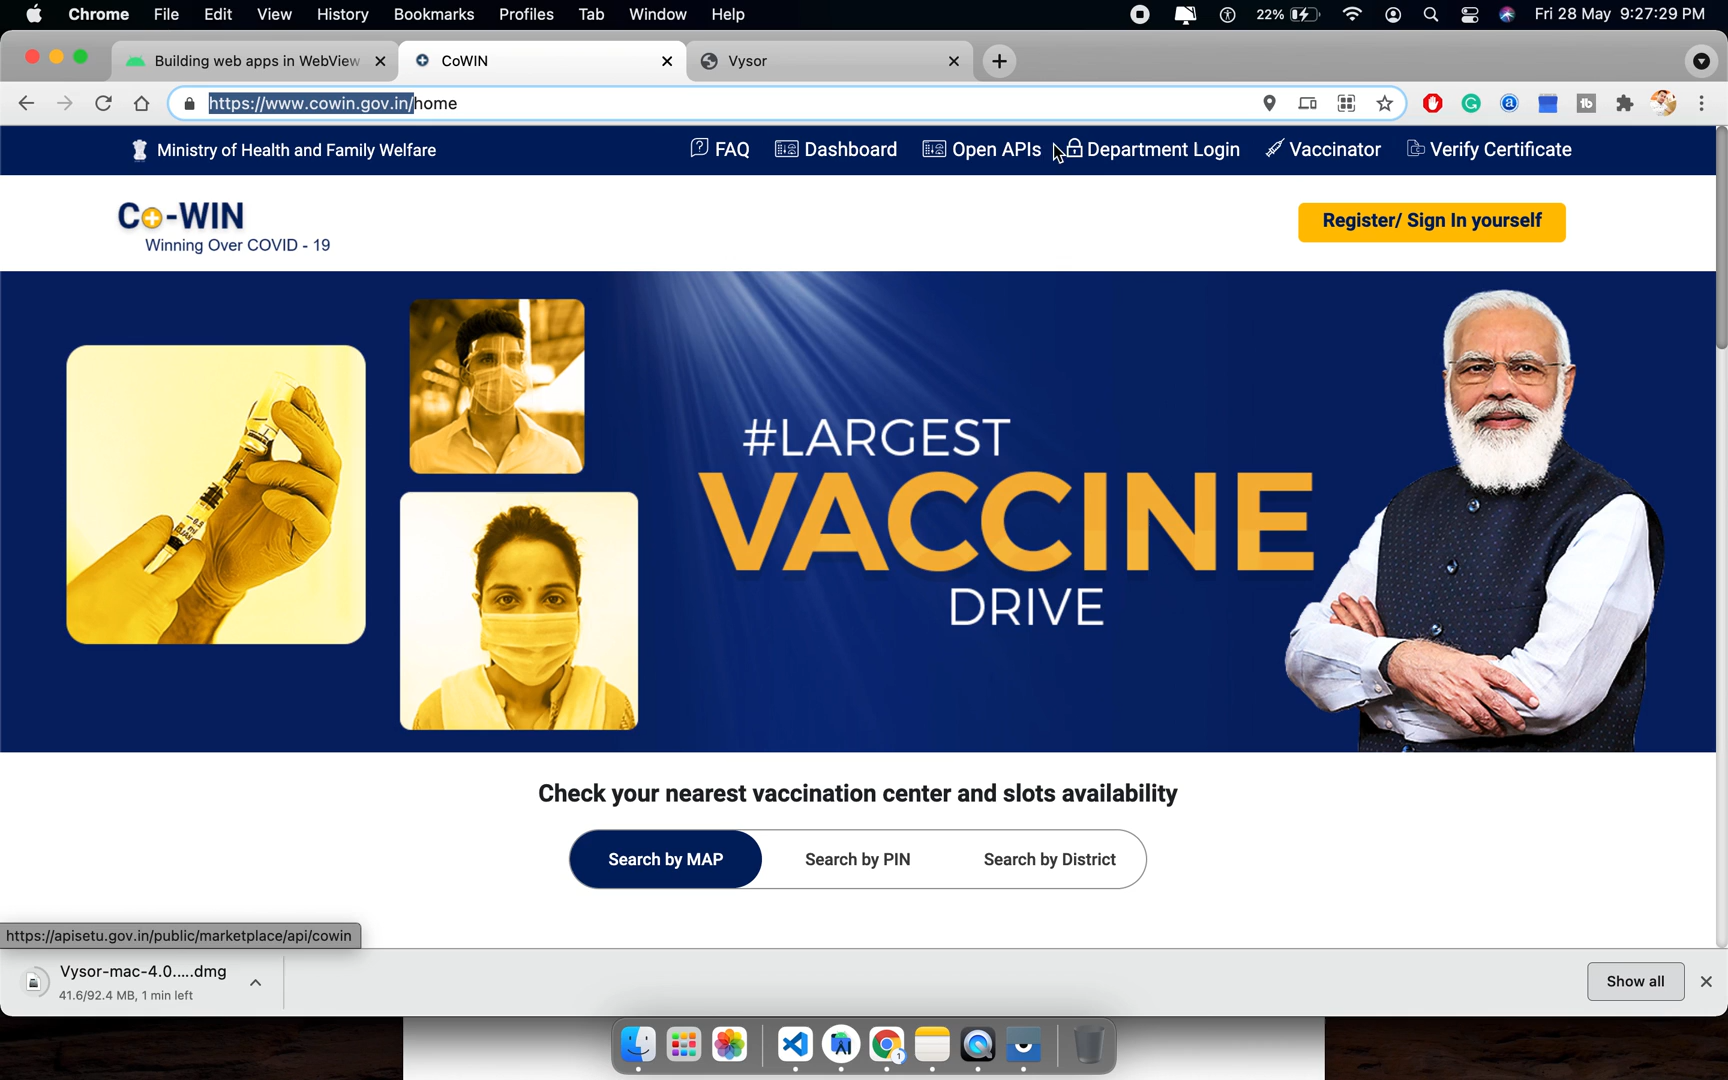 Chrome File Edit View History Bookmarks Profiles Tab Window Help 22% Fri 28 May 9:27:29 PM
Building web apps in WebView CoWIN Vysor
https://www.cowin.gov.in/home
Ministry of Health and Family Welfare FAQ Dashboard Open APIs Department Login Vaccinator Verify Certificate
Co-WIN
Winning Over COVID - 19
Register/ Sign In yourself
#LARGEST
VACCINE
DRIVE
Check your nearest vaccination center and slots availability
Search by MAP Search by PIN Search by District
https://apisetu.gov.in/public/marketplace/api/cowin
Vysor-mac-4.0.....dmg
41.6/92.4 MB, 1 min left
Show all